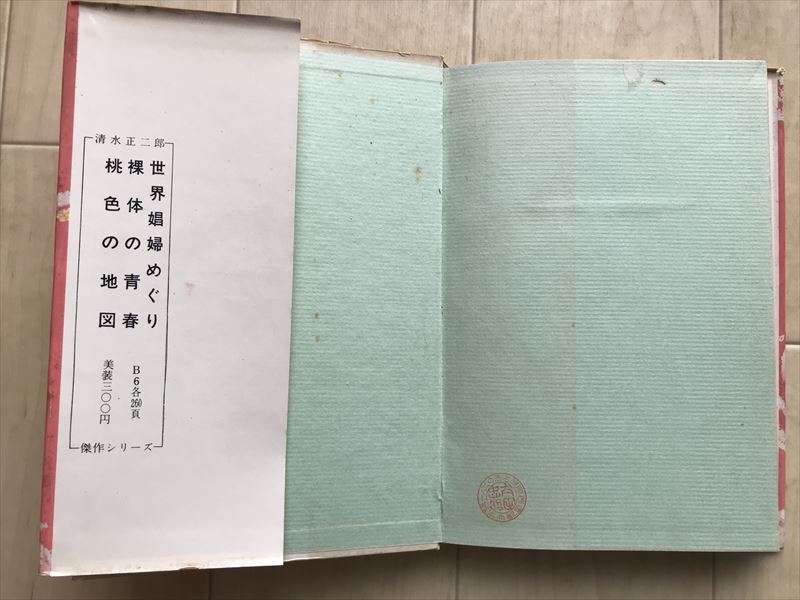 清水正二郎
世界娼婦めぐり
裸体の青春
桃色の地図
B6各260頁
美装三〇〇円
傑作シリーズ